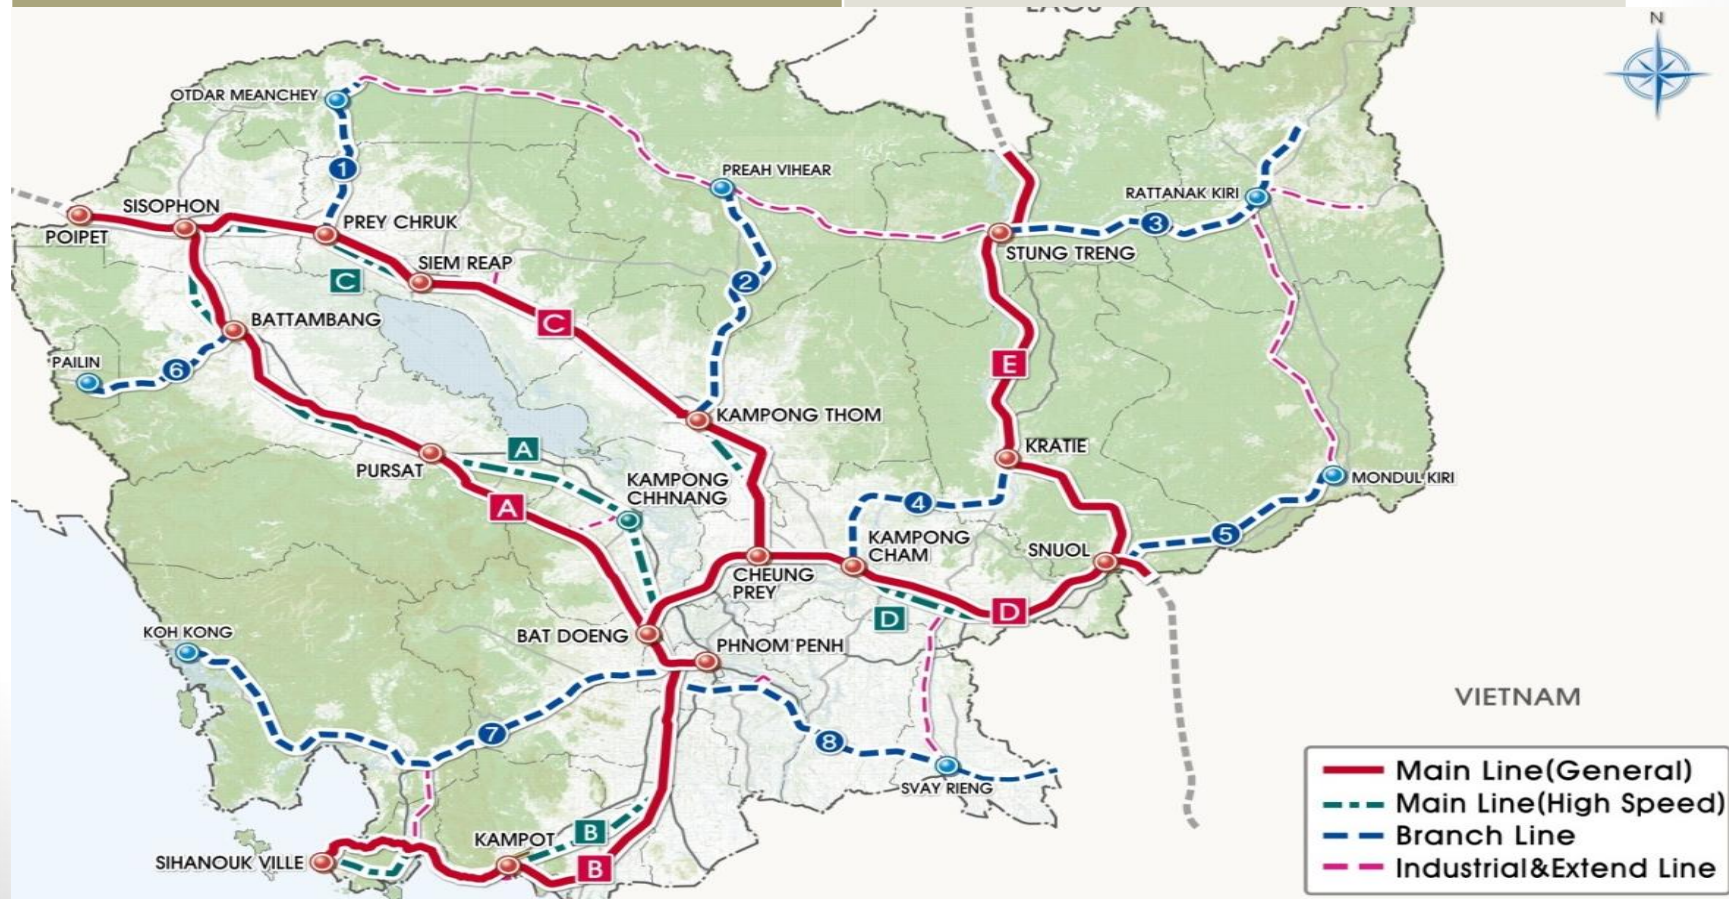 LAOS
N
OTDAR MEANCHEY
1
PREAH VIHEAR
RATTANAK KIRI
SISOPHON
PREY CHRUK
3
POIPET
STUNG TRENG
SIEM REAP
C
2
C
BATTAMBANG
E
PAILIN
6
KAMPONG THOM
KRATIE
A
PURSAT
KAMPONG
CHHNANG
MONDUL KIRI
A
4
5
KAMPONG
CHAM
SNUOL
CHEUNG
PREY
D
D
KOH KONG
BAT DOENG
PHNOM PENH
VIETNAM
7
8
SVAY RIENG
KAMPOT
B
SIHANOUK VILLE
B
Main Line(General)
Main Line(High Speed)
Branch Line
Industrial&Extend Line